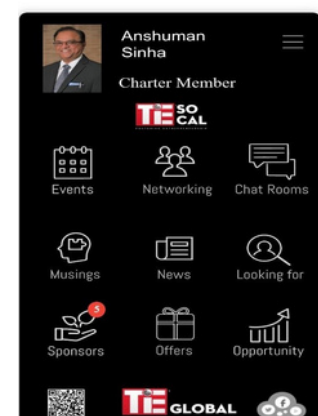 Anshuman
Sinha
Charter Member
TiE SO
CAL
Events Networking Chat Rooms
Musings News Looking for
5
Sponsors Offers Opportunity
TiE GLOBAL